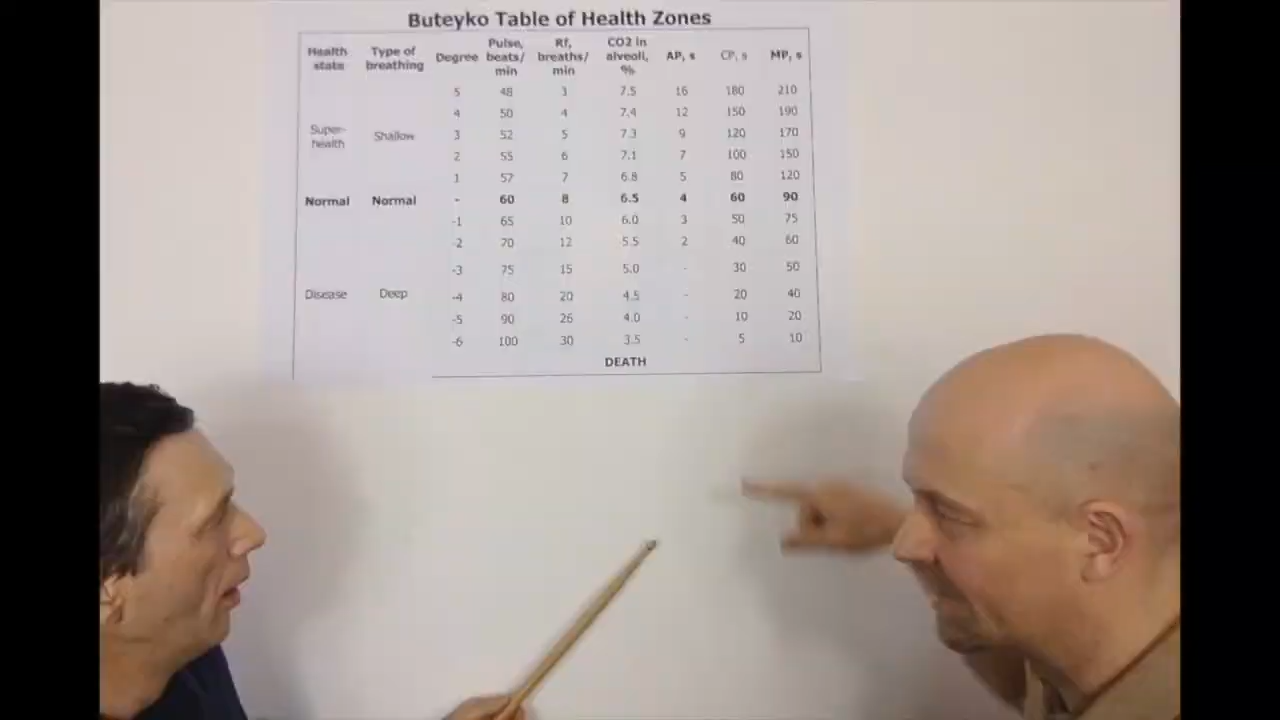 Buteyko Table of Health Zones
Health state Type of breathing Degree Pulse, beats/ min Rf, breaths/ min CO2 in alveoli, % AP, s CP, s MP, s
5 48 3 7.5 16 180 210
4 50 4 7.4 12 150 190
Super- health Shallow 3 52 5 7.3 9 120 170
2 55 6 7.1 7 100 150
1 57 7 6.8 5 80 120
Normal Normal - 60 8 6.5 4 60 90
-1 65 10 6.0 3 50 75
-2 70 12 5.5 2 40 60
-3 75 15 5.0 - 30 50
Disease Deep -4 80 20 4.5 - 20 40
-5 90 26 4.0 - 10 20
-6 100 30 3.5 - 5 10
DEATH